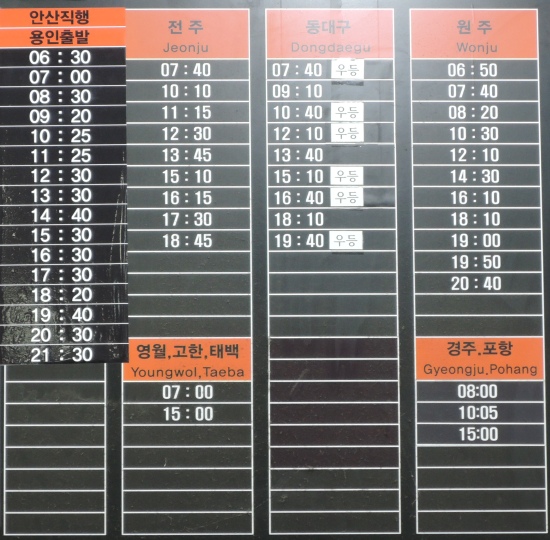 안산직행
용인출발
06 : 30
07 : 00
08 : 30
09 : 20
10 : 25
11 : 25
12 : 30
13 : 30
14 : 40
15 : 30
16 : 30
17 : 30
18 : 20
19 : 40
20 : 30
21 : 30
전 주
Jeonju
07 : 40
10 : 10
11 : 15
12 : 30
13 : 45
15 : 10
16 : 15
17 : 30
18 : 45
영월,고한,태백
Youngwol,Taeba
07 : 00
15 : 00
동대구
Dongdaegu
07 : 40 우등
09 : 10
10 : 40 우등
12 : 10 우등
13 : 40
15 : 10 우등
16 : 40 우등
18 : 10
19 : 40 우등
원 주
Wonju
06 : 50
07 : 40
08 : 20
10 : 30
12 : 10
14 : 30
16 : 10
18 : 10
19 : 00
19 : 50
20 : 40
경주,포항
Gyeongju,Pohang
08:00
10:05
15:00